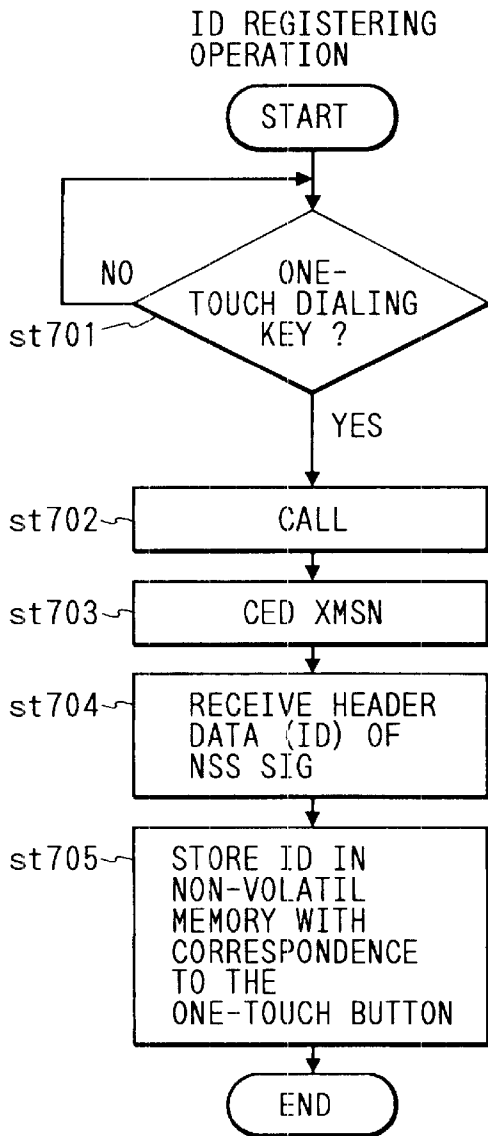 ID REGISTERING
OPERATION
START
NO
ONE-
TOUCH DIALING
KEY ?
st701
YES
st702
CALL
st703
CED XMSN
st704
RECEIVE HEADER
DATA (ID) OF
NSS SIG
st705
STORE ID IN
NON-VOLATIL
MEMORY WITH
CORRESPONDENCE
TO THE
ONE-TOUCH BUTTON
END